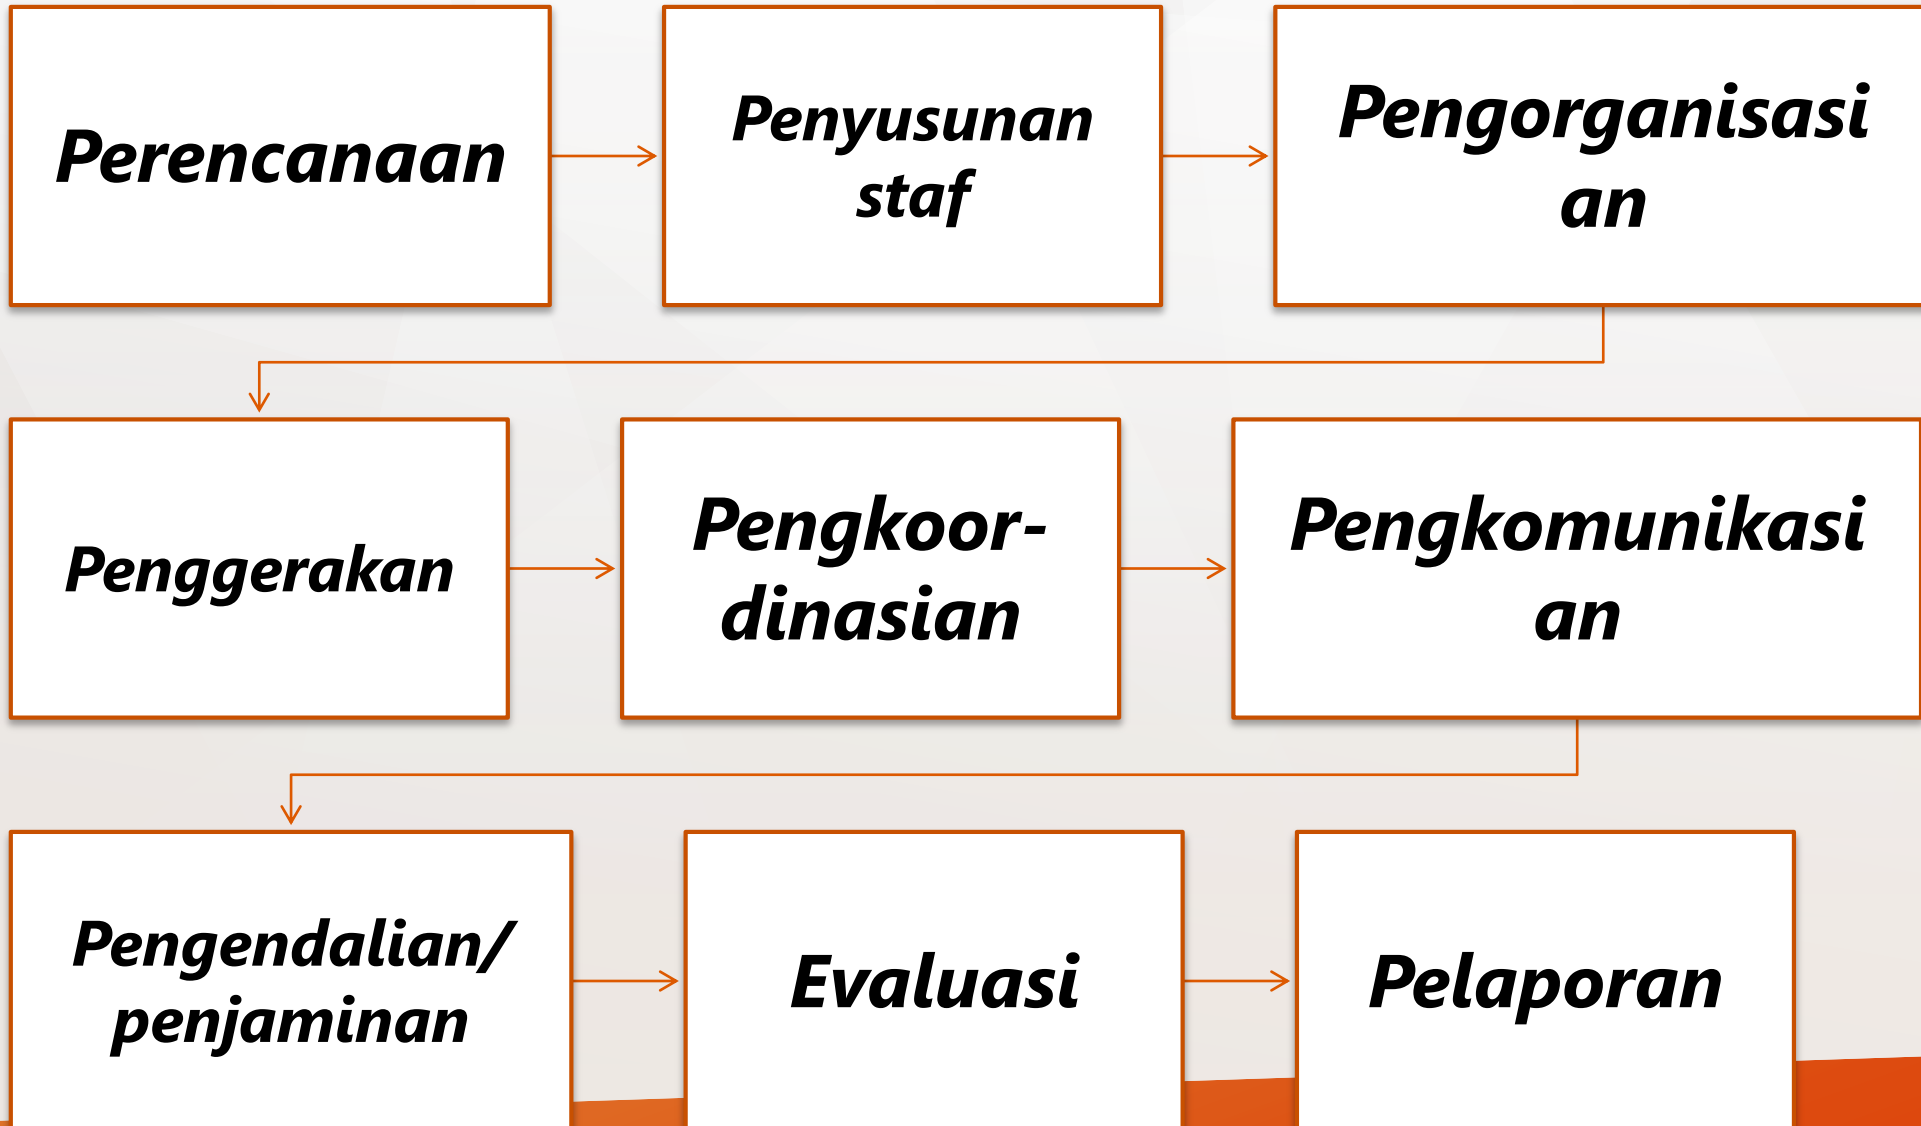 Perencanaan
Penyusunan
staf
Pengorganisasi
an
Penggerakan
Pengkoor-
dinasian
Pengkomunikasi
an
Pengendalian/
penjaminan
Evaluasi
Pelaporan